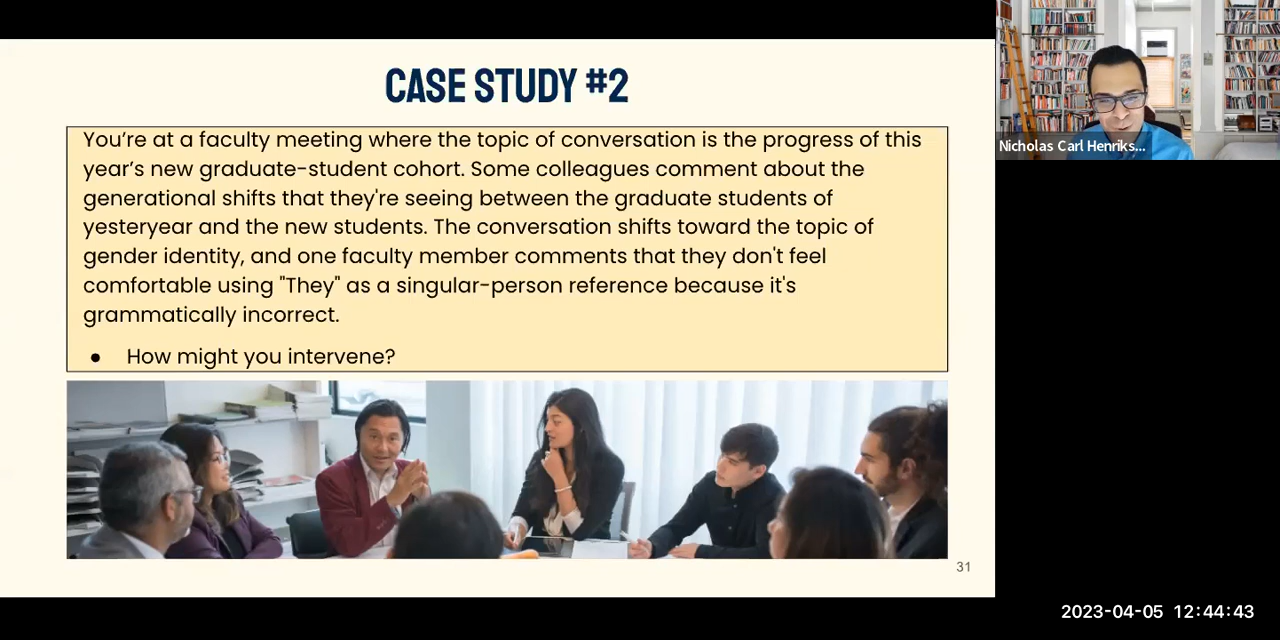 CASE STUDY #2
You’re at a faculty meeting where the topic of conversation is the progress of this
year’s new graduate-student cohort. Some colleagues comment about the
generational shifts that they're seeing between the graduate students of
yesteryear and the new students. The conversation shifts toward the topic of
gender identity, and one faculty member comments that they don't feel
comfortable using "They" as a singular-person reference because it's
grammatically incorrect.
● How might you intervene?
31
Nicholas Carl Henriks...
2023-04-05 12:44:43